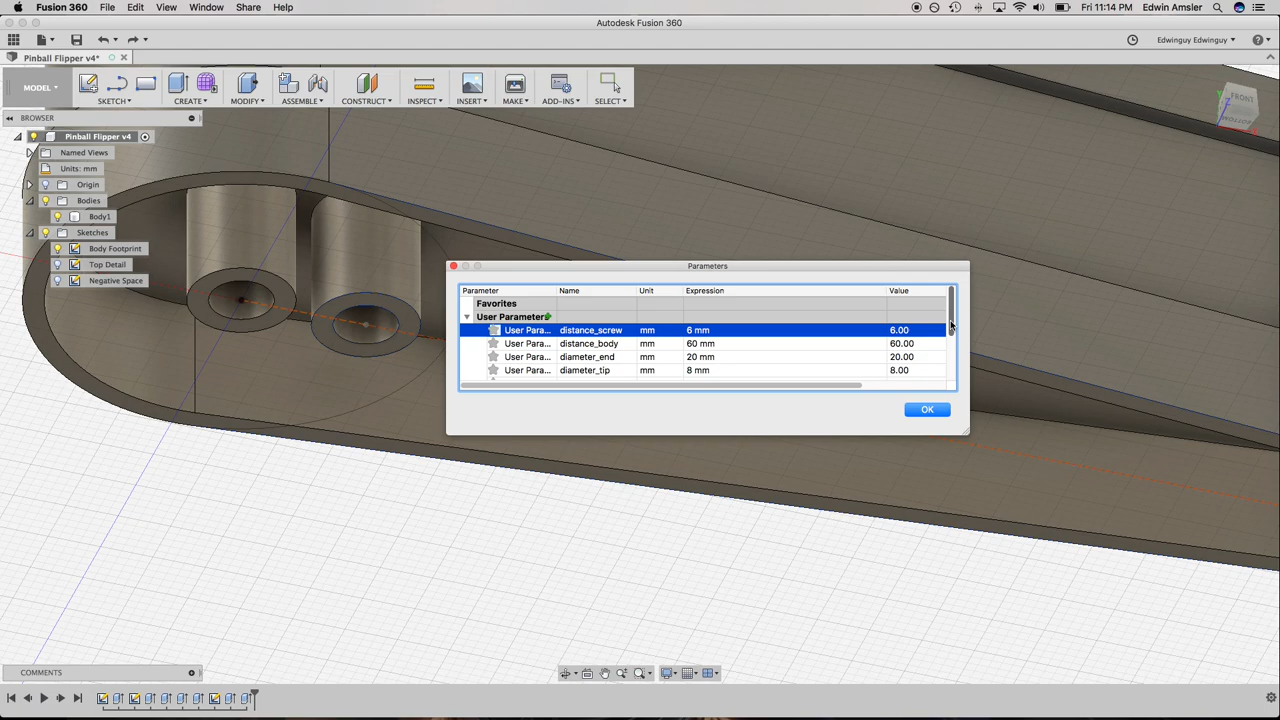 Fusion 360 File Edit View Window Share Help Fri 11:14 PM Edwin Amsler
Autodesk Fusion 360
Edwinguy Edwinguy
Pinball Flipper v4*
MODEL SKETCH CREATE MODIFY ASSEMBLE CONSTRUCT INSPECT INSERT MAKE ADD-INS SELECT
BROWSER
Pinball Flipper v4
Named Views
Units: mm
Origin
Bodies
Body1
Sketches
Body Footprint
Top Detail
Negative Space
FRONT
Parameters
Parameter Name Unit Expression Value
Favorites
User Parameters
User Para... distance_screw mm 6 mm 6.00
User Para... distance_body mm 60 mm 60.00
User Para... diameter_end mm 20 mm 20.00
User Para... diameter_tip mm 8 mm 8.00
OK
COMMENTS